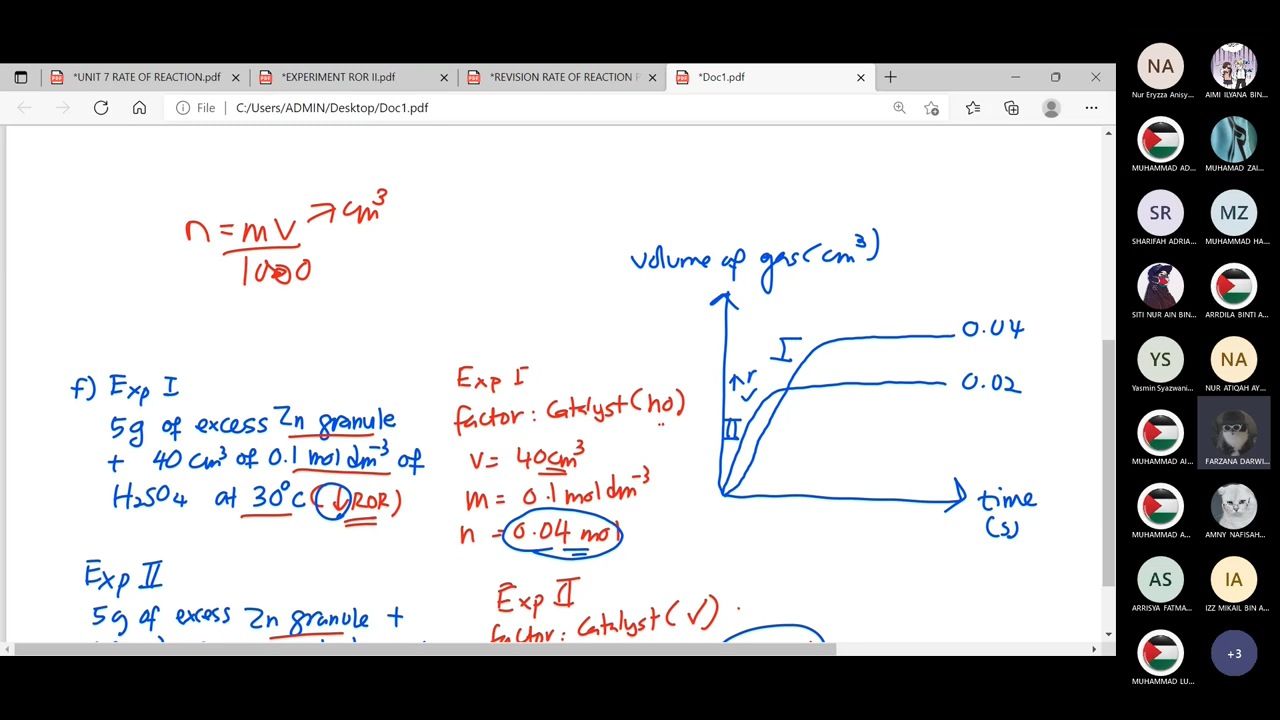 *UNIT 7 RATE OF REACTION.pdf
*EXPERIMENT ROR II.pdf
*REVISION RATE OF REACTION P
*Doc1.pdf
File
C:/Users/ADMIN/Desktop/Doc1.pdf
n = mV → cm³
1000
volume of gas (cm³)
0.04
I
↑r
0.02
II
time
(s)
f) Exp I
5g of excess Zn granule
+ 40 cm³ of 0.1 mol dm⁻³ of
H2SO4 at 30°C (↓ROR)
Exp I
factor: Catalyst (no)
V = 40cm³
m = 0.1 mol dm⁻³
n = 0.04 mol
Exp II
5g of excess Zn granule +
Exp II
factor: Catalyst (√)
NA
Nur Eryzza Anisy...
AIMI ILYANA BIN...
MUHAMMAD AD...
MUHAMAD ZAI...
SR
SHARIFAH ADRIA...
MZ
MUHAMMAD HA...
SITI NUR AIN BIN...
ARRDILA BINTI A...
YS
Yasmin Syazwani...
NA
NUR ATIQAH AY...
MUHAMMAD AI...
FARZANA DARWI...
MUHAMMAD A...
AMNY NAFISAH...
AS
ARRISYA FATMA...
IA
IZZ MIKAIL BIN A...
MUHAMMAD LU...
+3